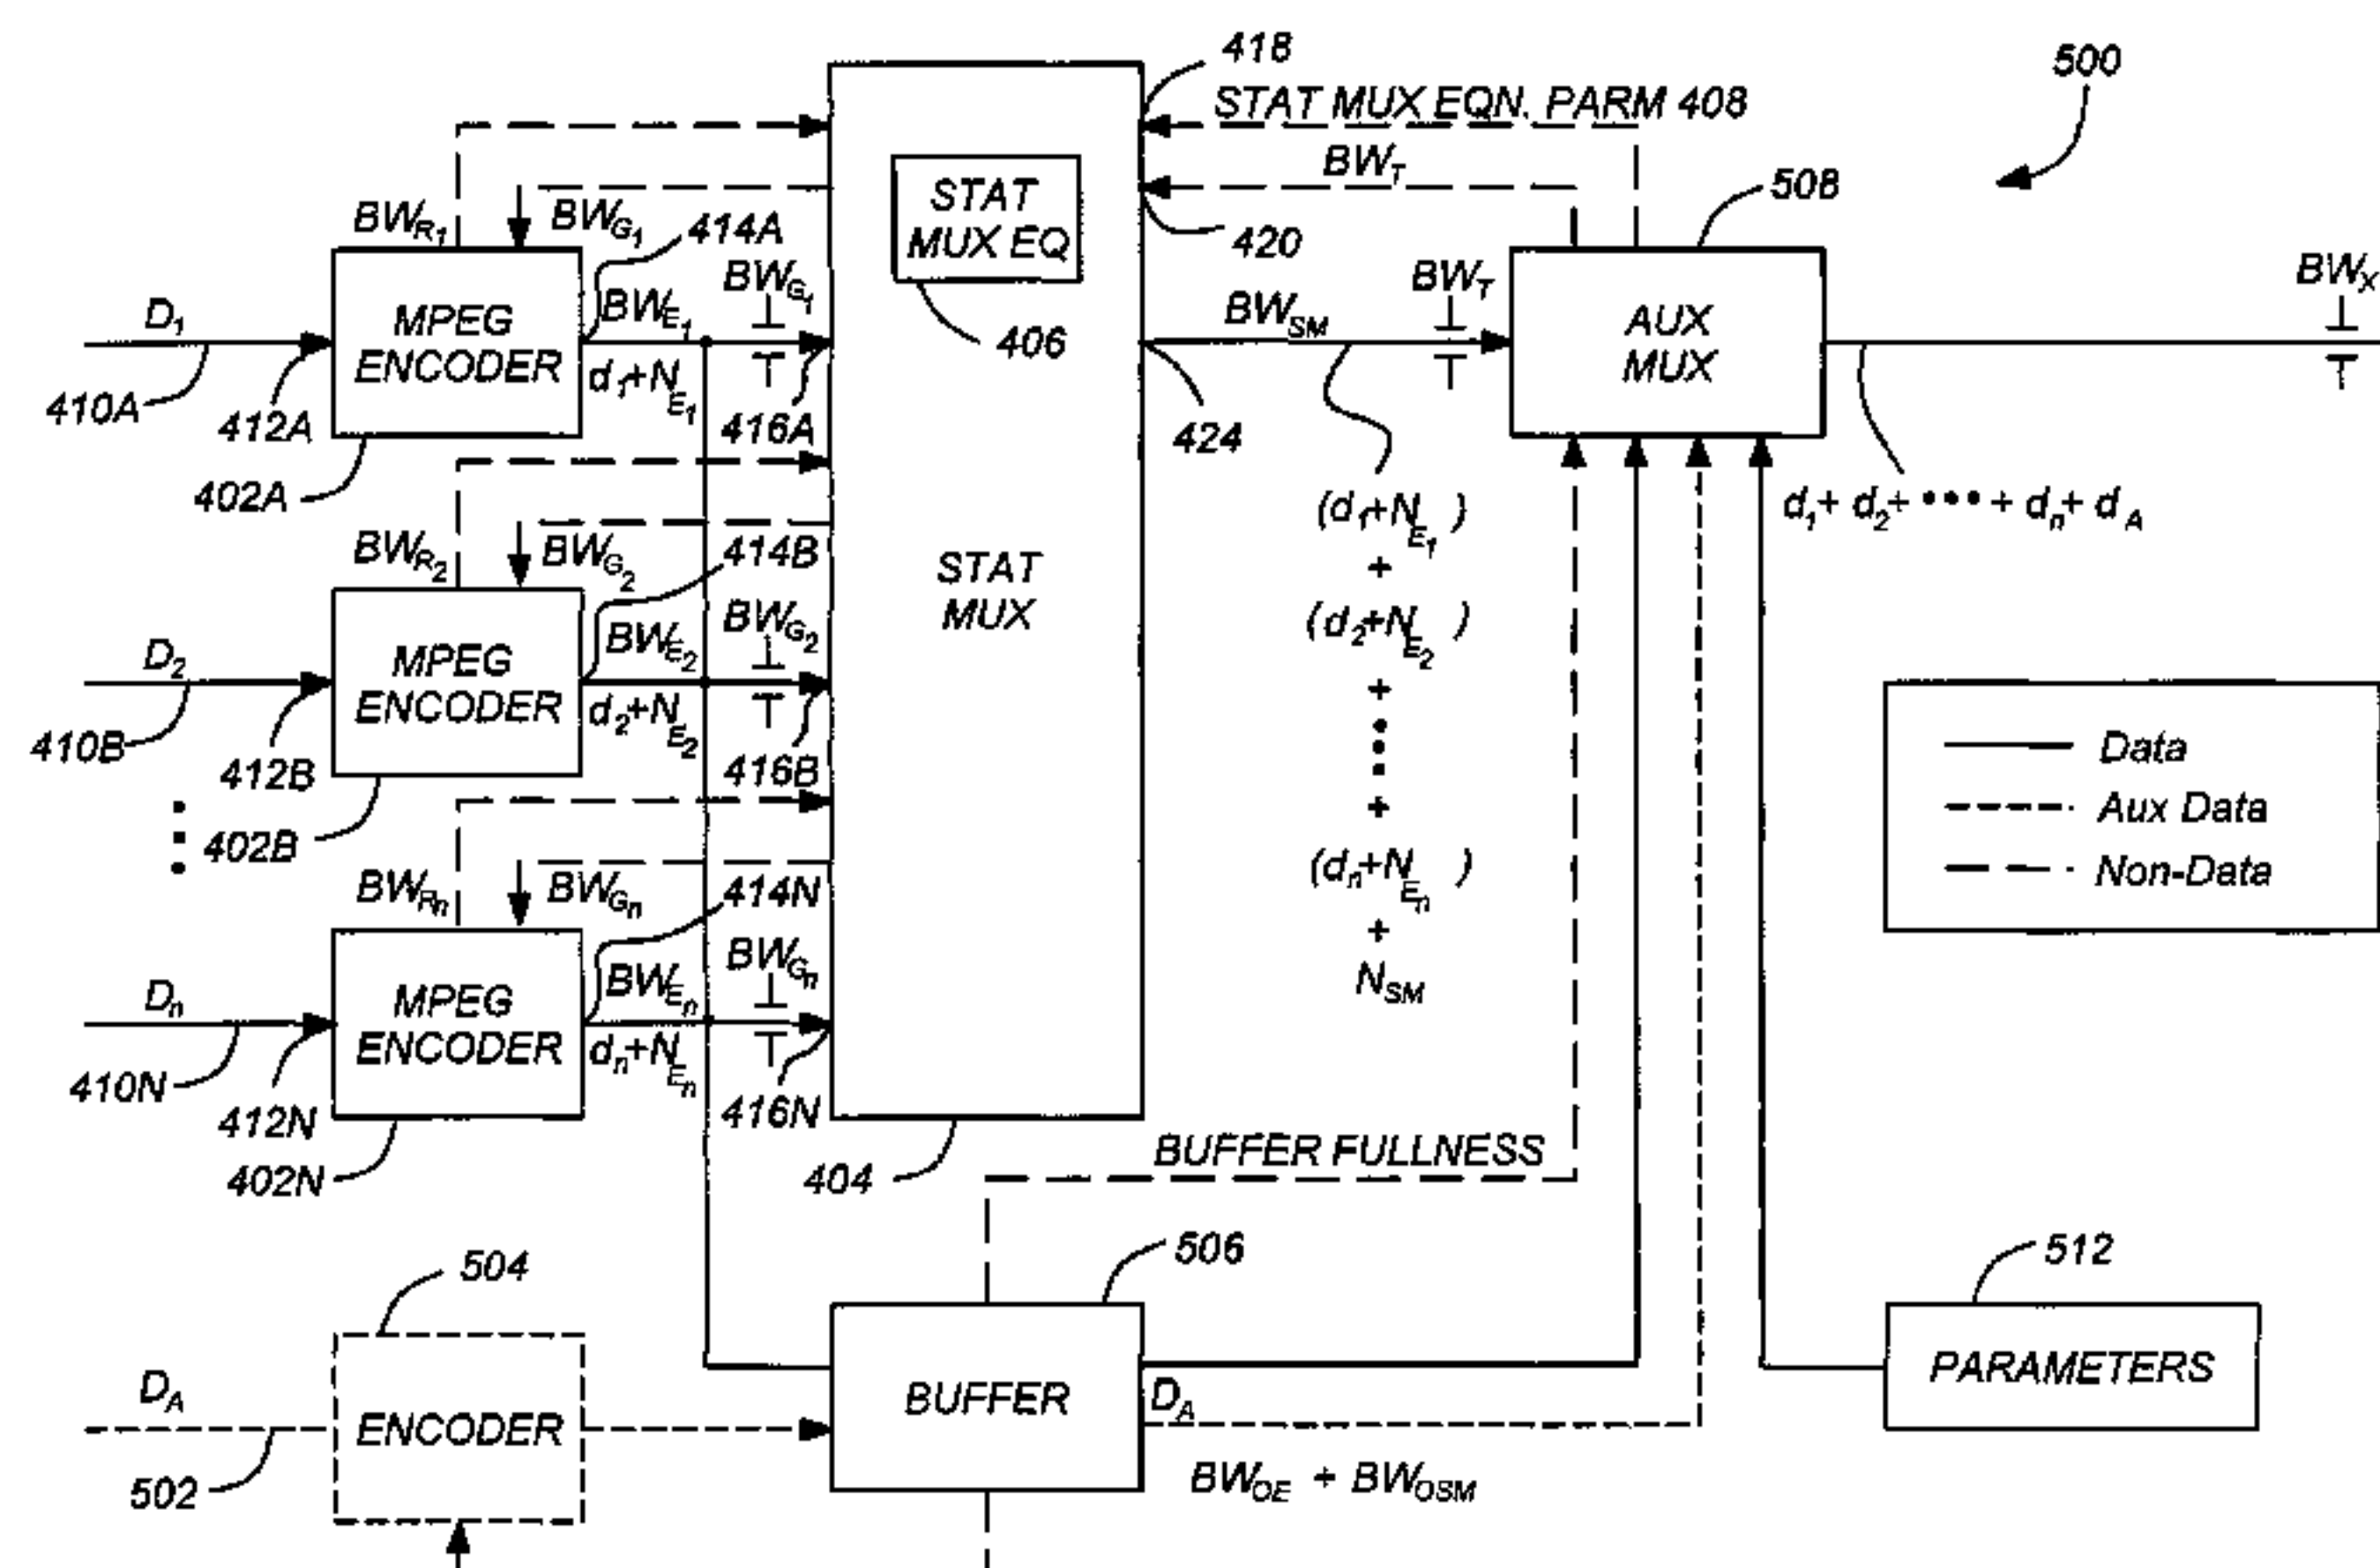 418
500
STAT MUX EQN. PARM 408
BW_T
508
STAT
MUX EQ
BW_R1
BW_G1
414A
420
BW_G1
BW_T
BW_X
D_1
MPEG
ENCODER
BW_E1
406
BW_SM
AUX
MUX
d_1+N_E1
410A
412A
416A
424
402A
(d_1+N_E1)
d_1+ d_2+ ••• + d_n+ d_A
BW_R2
BW_G2
414B
STAT
MUX
+
BW_G2
(d_2+N_E2)
D_2
MPEG
ENCODER
BW_E2
d_2+N_E2
+
410B
412B
416B
Data
Aux Data
Non-Data
402B
+
BW_Rn
BW_Gn
414N
(d_n+N_En)
+
BW_Gn
N_SM
D_n
MPEG
ENCODER
BW_En
d_n+N_En
410N
412N
416N
402N
404
BUFFER FULLNESS
504
506
512
D_A
ENCODER
BUFFER
D_A
PARAMETERS
502
BW_OE + BW_OSM